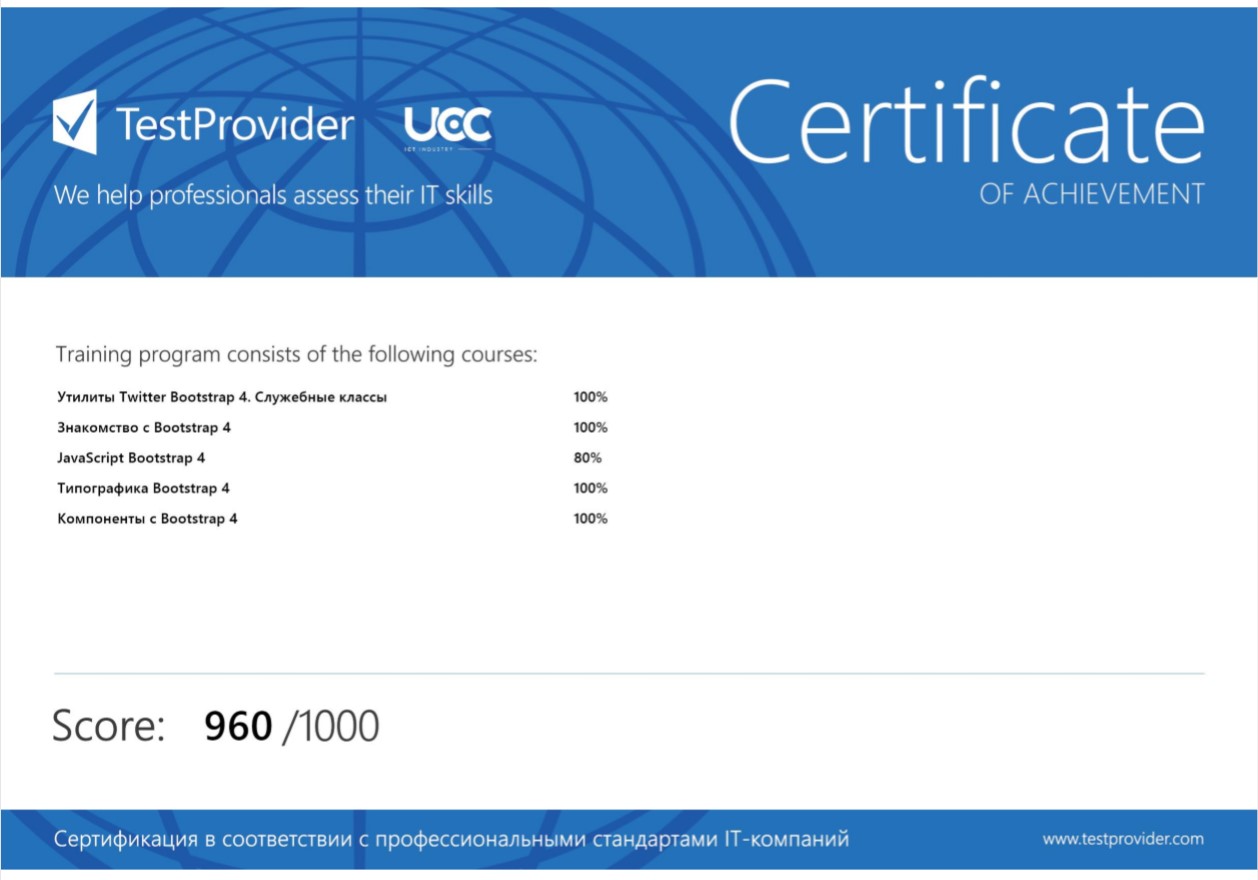 TestProvider
UCC
ICT INDUSTRY
We help professionals assess their IT skills
Certificate
OF ACHIEVEMENT
Training program consists of the following courses:
Утилиты Twitter Bootstrap 4. Служебные классы 100%
Знакомство с Bootstrap 4 100%
JavaScript Bootstrap 4 80%
Типографика Bootstrap 4 100%
Компоненты с Bootstrap 4 100%
Score: 960 /1000
Сертификация в соответствии с профессиональными стандартами IT-компаний
www.testprovider.com